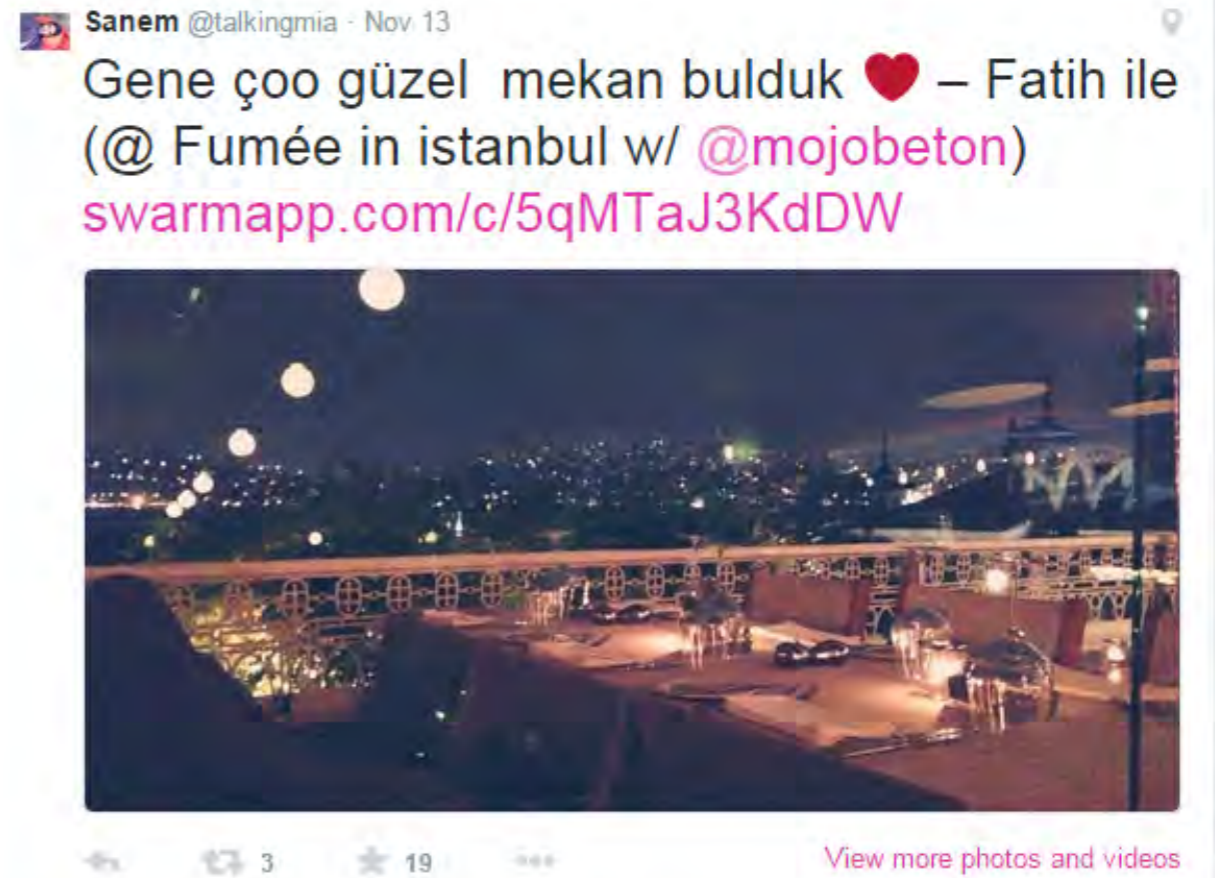 Sanem @talkingmia · Nov 13
Gene çoo güzel mekan bulduk ❤ – Fatih ile
(@ Fumée in istanbul w/ @mojobeton)
swarmapp.com/c/5qMTaJ3KdDW
3 19 View more photos and videos